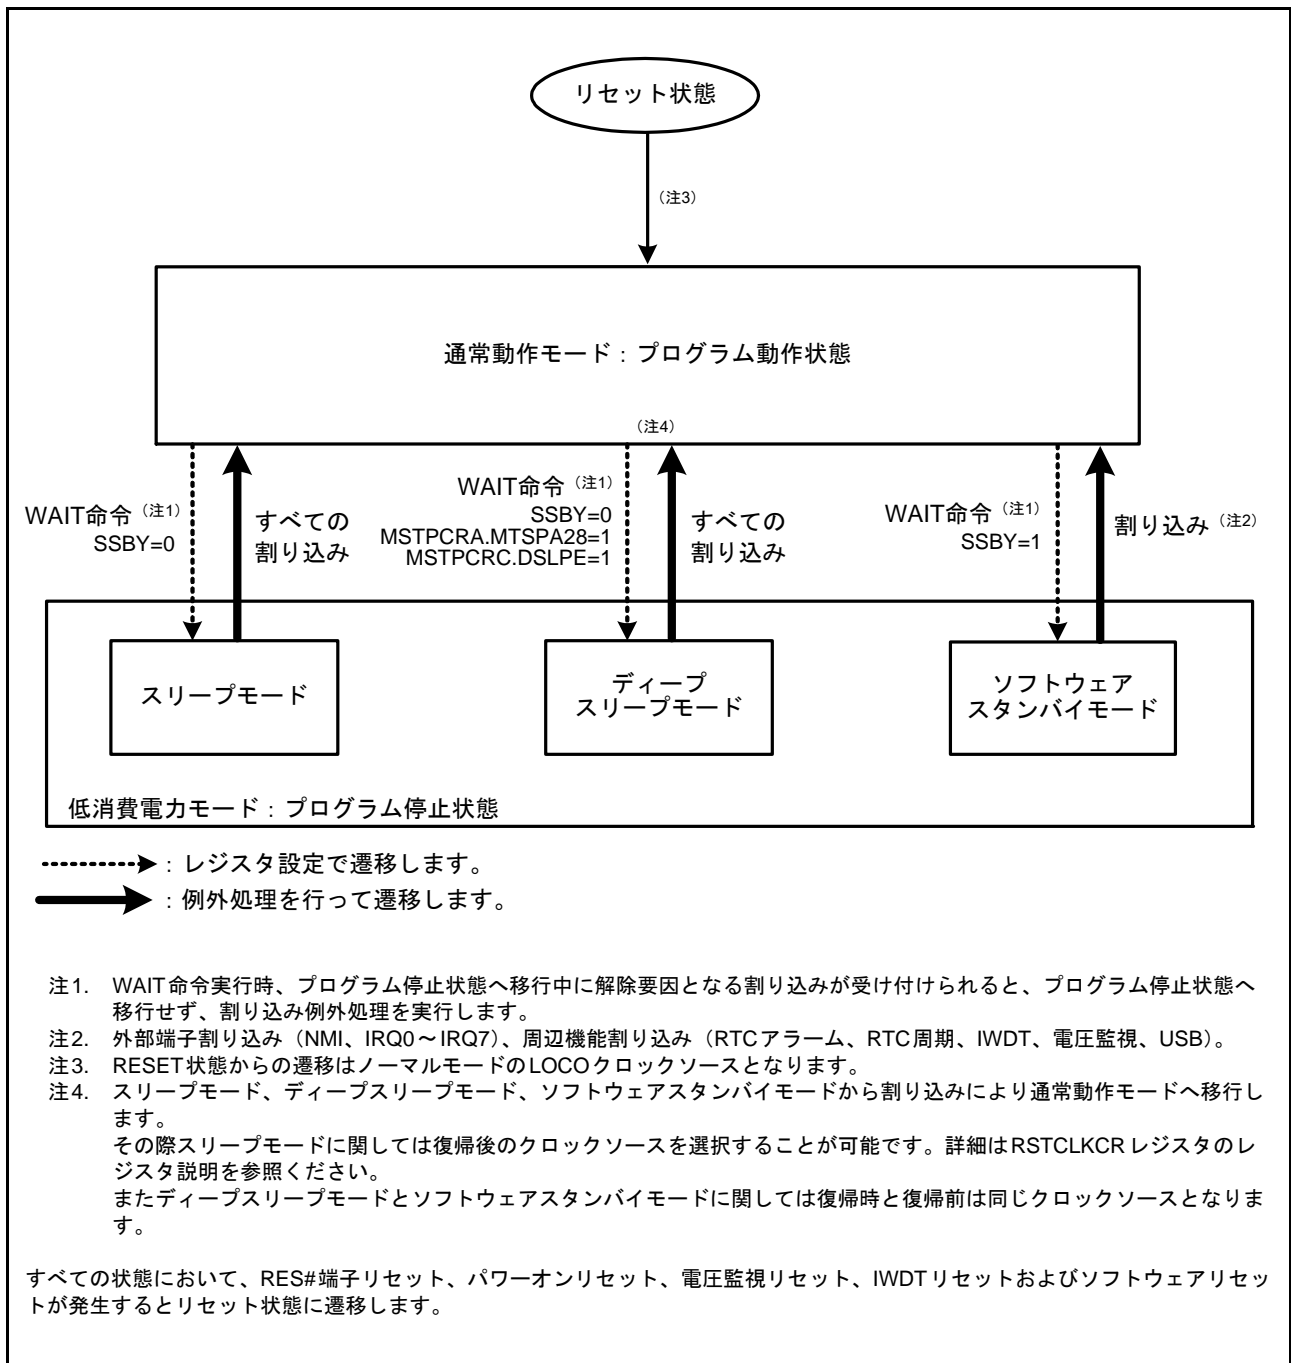 リセット状態
（注3）
通常動作モード：プログラム動作状態
（注4）
WAIT命令（注1）
SSBY=0
すべての
割り込み
WAIT命令（注1）
SSBY=0
MSTPCRA.MTSPA28=1
MSTPCRC.DSLPE=1
すべての
割り込み
WAIT命令（注1）
SSBY=1
割り込み（注2）
スリープモード
ディープ
スリープモード
ソフトウェア
スタンバイモード
低消費電力モード：プログラム停止状態
：レジスタ設定で遷移します。
：例外処理を行って遷移します。
注1. WAIT命令実行時、プログラム停止状態へ移行中に解除要因となる割り込みが受け付けられると、プログラム停止状態へ
移行せず、割り込み例外処理を実行します。
注2. 外部端子割り込み（NMI、IRQ0～IRQ7）、周辺機能割り込み（RTCアラーム、RTC周期、IWDT、電圧監視、USB）。
注3. RESET状態からの遷移はノーマルモードのLOCOクロックソースとなります。
注4. スリープモード、ディープスリープモード、ソフトウェアスタンバイモードから割り込みにより通常動作モードへ移行し
ます。
その際スリープモードに関しては復帰後のクロックソースを選択することが可能です。詳細はRSTCLKCRレジスタのレ
ジスタ説明を参照ください。
またディープスリープモードとソフトウェアスタンバイモードに関しては復帰時と復帰前は同じクロックソースとなりま
す。
すべての状態において、RES#端子リセット、パワーオンリセット、電圧監視リセット、IWDTリセットおよびソフトウェアリセッ
トが発生するとリセット状態に遷移します。